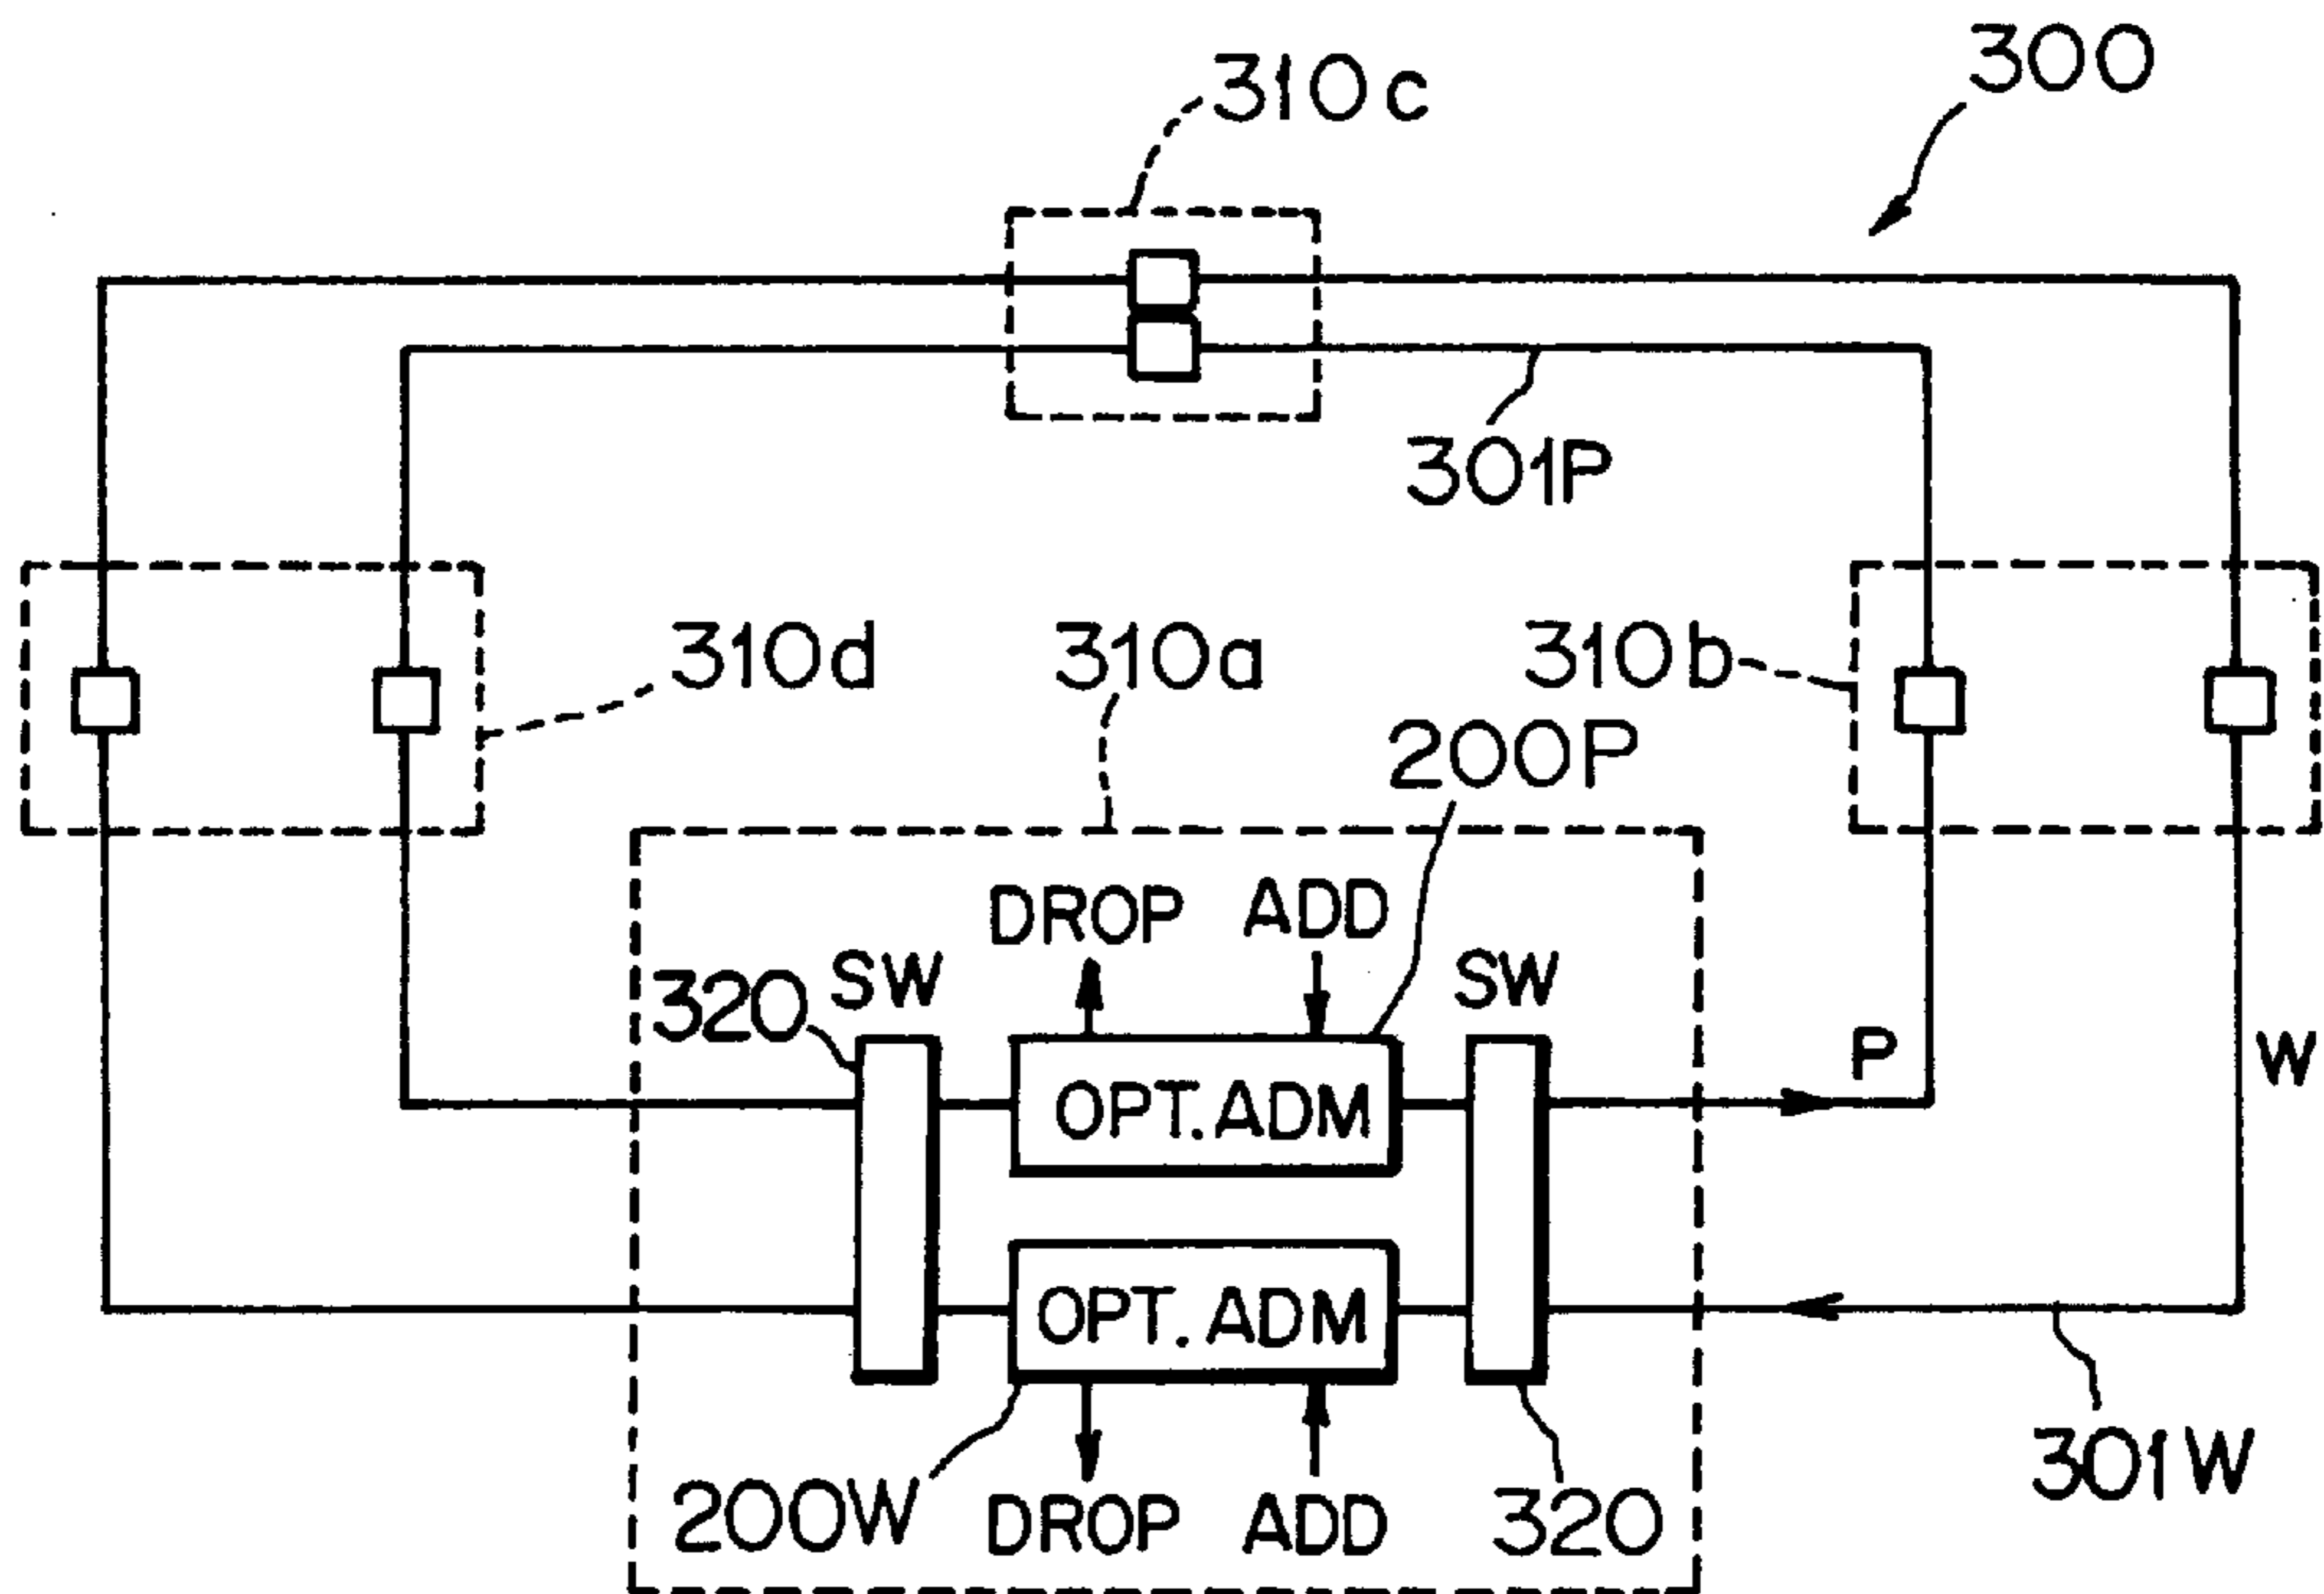 300
310c
301P
310d
310a
310b
200P
DROP
ADD
320
SW
SW
OPT. ADM
P
W
OPT. ADM
200W
DROP
ADD
320
301W